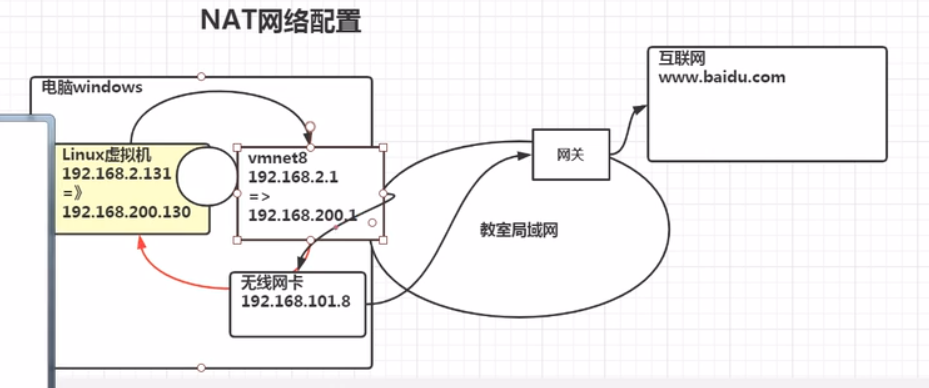 NAT网络配置
电脑windows
Linux虚拟机
192.168.2.131
=》
192.168.200.130
vmnet8
192.168.2.1
=>
192.168.200.1
无线网卡
192.168.101.8
网关
教室局域网
互联网
www.baidu.com